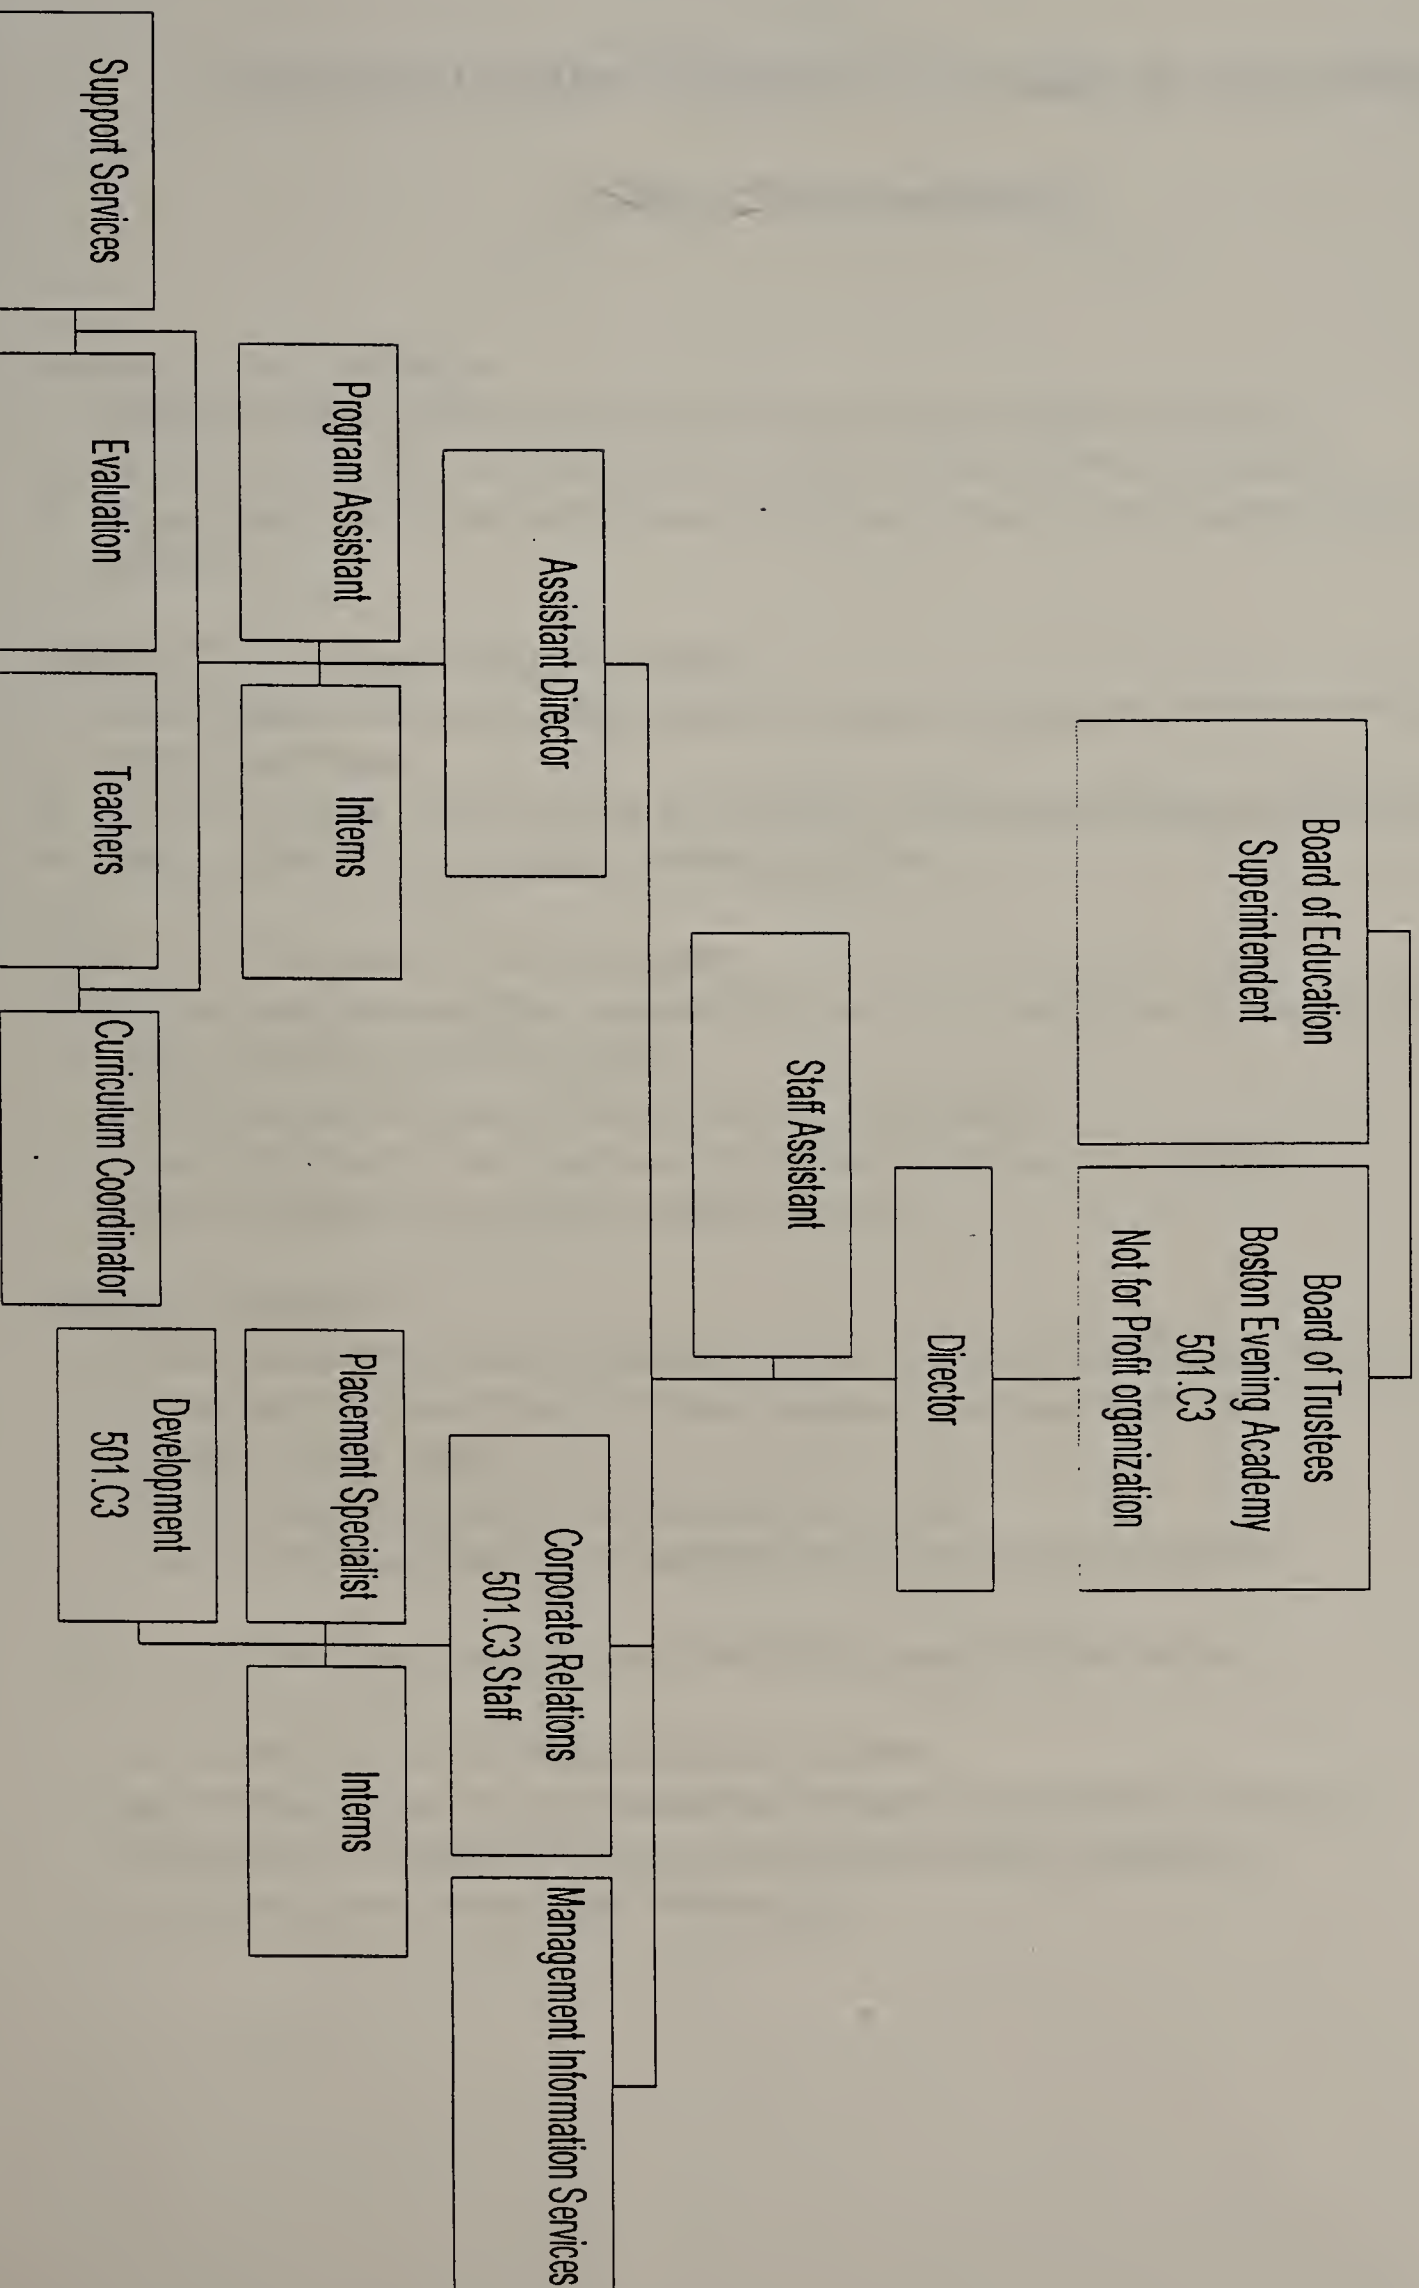 Board of Education
Superintendent
Board of Trustees
Boston Evening Academy
501.C3
Not for Profit organization
Director
Staff Assistant
Assistant Director
Corporate Relations
501.C3 Staff
Management Information Services
Program Assistant
Interns
Placement Specialist
Interns
Support Services
Evaluation
Teachers
Curriculum Coordinator
Development
501.C3